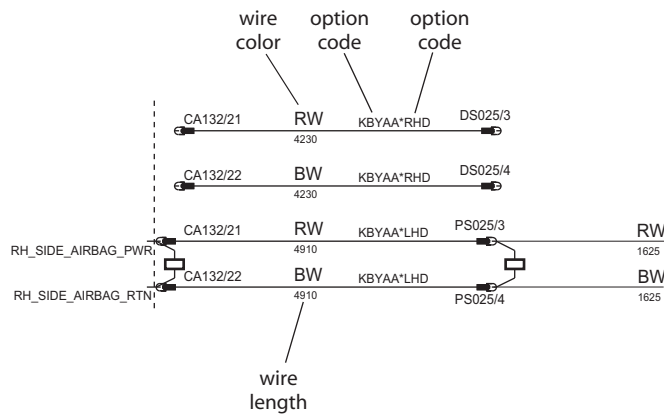 wire color
option code
option code
CA132/21 RW KBYAA*RHD DS025/3
4230
CA132/22 BW KBYAA*RHD DS025/4
4230
CA132/21 RW KBYAA*LHD PS025/3 RW
RH_SIDE_AIRBAG_PWR 4910 1625
CA132/22 BW KBYAA*LHD BW
RH_SIDE_AIRBAG_RTN 4910 PS025/4 1625
wire
length